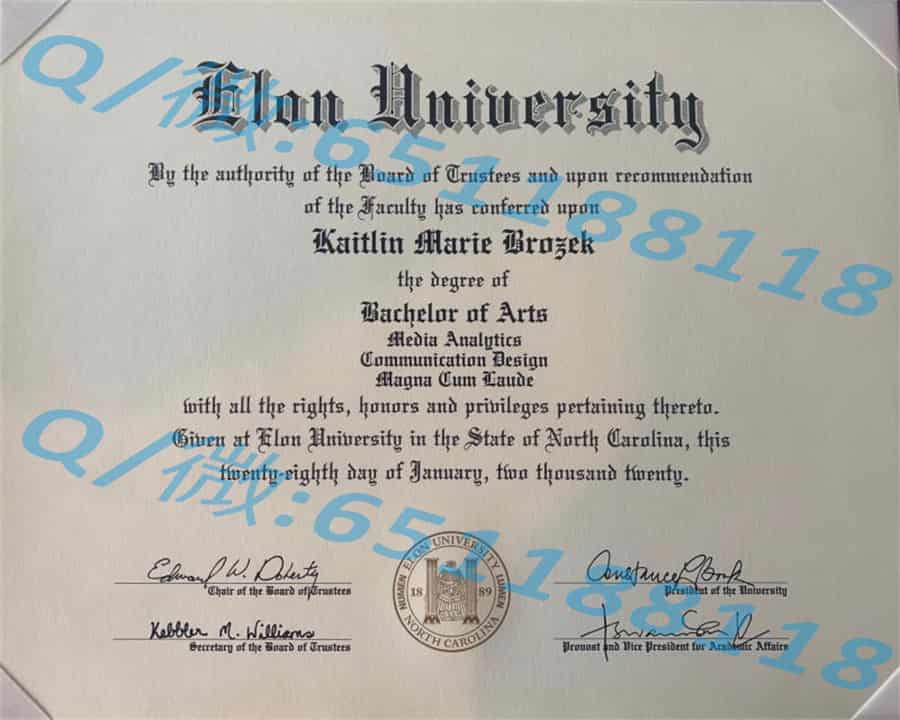 Elon University
By the authority of the Board of Trustees and upon recommendation
of the Faculty has conferred upon
Kaitlin Marie Brozek
the degree of
Bachelor of Arts
Media Analytics
Communication Design
Magna Cum Laude
with all the rights, honors and privileges pertaining thereto.
Given at Elon University in the State of North Carolina, this
twenty-eighth day of January, two thousand twenty.
Q/微:65118118
Q/微:65118118
Edward W. Doherty
Chair of the Board of Trustees
Kebbler M. Williams
Secretary of the Board of Trustees
ELON UNIVERSITY
NUMEN LUMEN
1889
NORTH CAROLINA
President of the University
Provost and Vice President for Academic Affairs